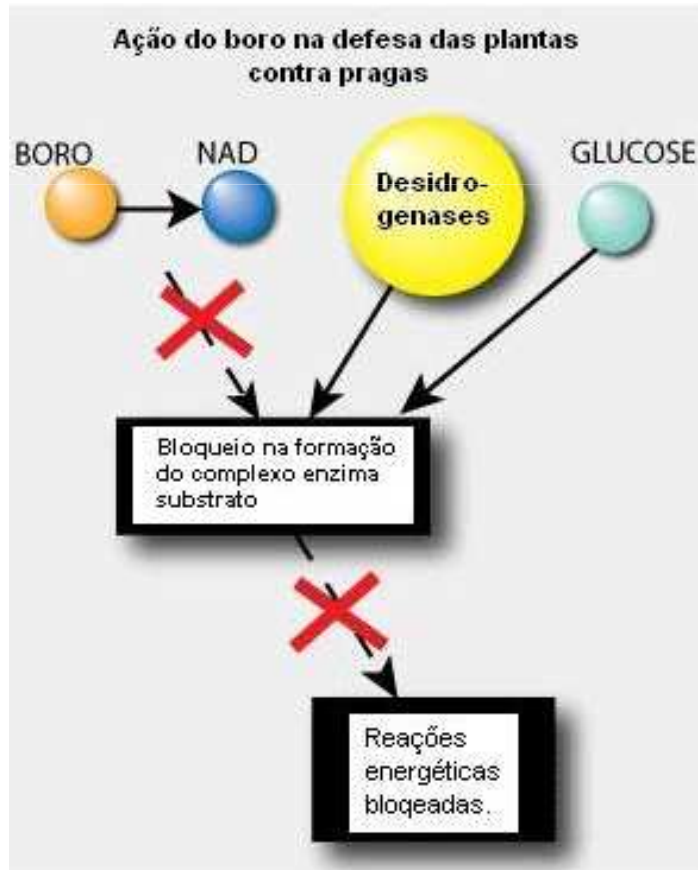 Ação do boro na defesa das plantas
contra pragas
BORO
NAD
Desidro-
genases
GLUCOSE
Bloqueio na formação
do complexo enzima
substrato
Reações
energéticas
bloqeadas.